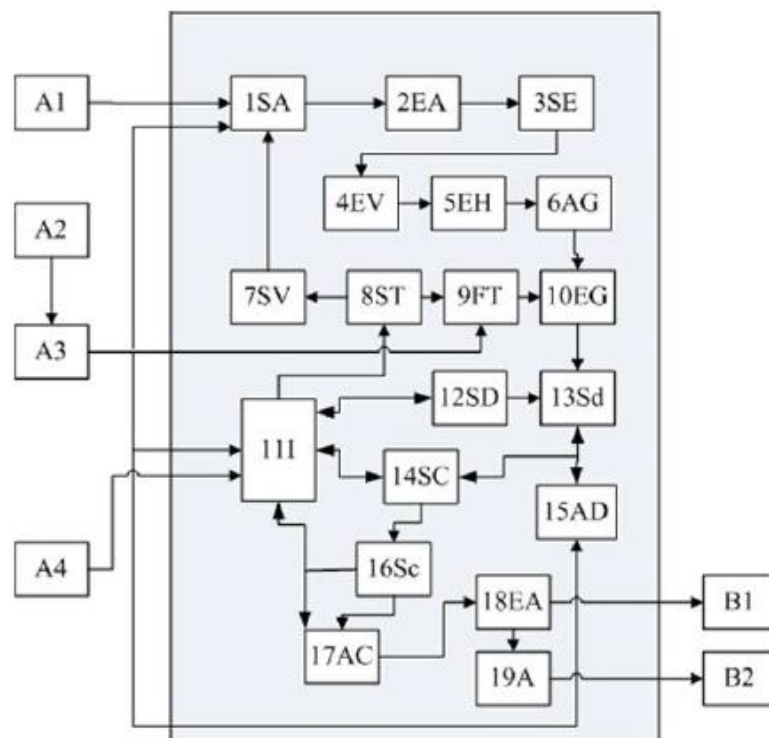 A1
1SA
2EA
3SE
A2
4EV
5EH
6AG
A3
7SV
8ST
9FT
10EG
11I
12SD
13Sd
14SC
15AD
A4
16Sc
17AC
18EA
B1
19A
B2